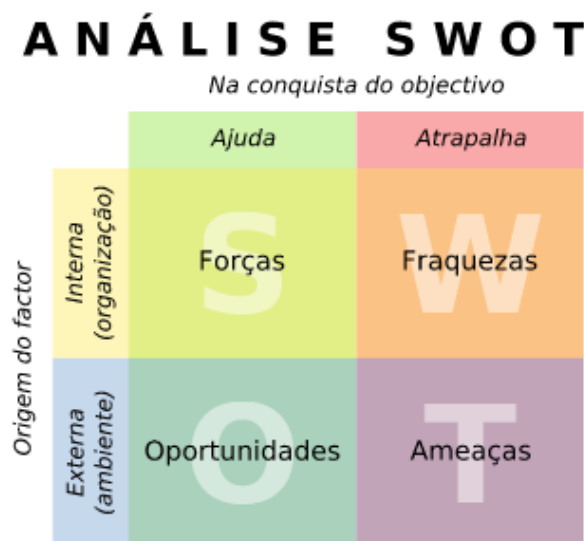 ANÁLISE SWOT
Na conquista do objectivo
Ajuda
Atrapalha
Origem do factor
Interna
(organização)
S
Forças
W
Fraquezas
Externa
(ambiente)
O
Oportunidades
T
Ameaças